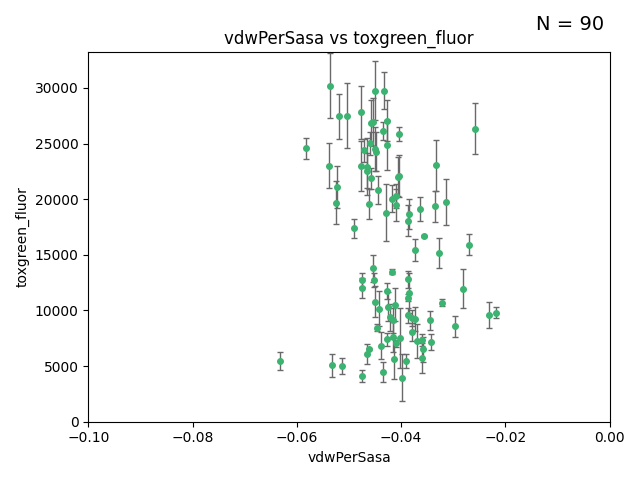 N = 90
vdwPerSasa vs toxgreen_fluor
30000
25000
20000
15000
10000
5000
0
toxgreen_fluor
−0.10 −0.08 −0.06 −0.04 −0.02 0.00
vdwPerSasa